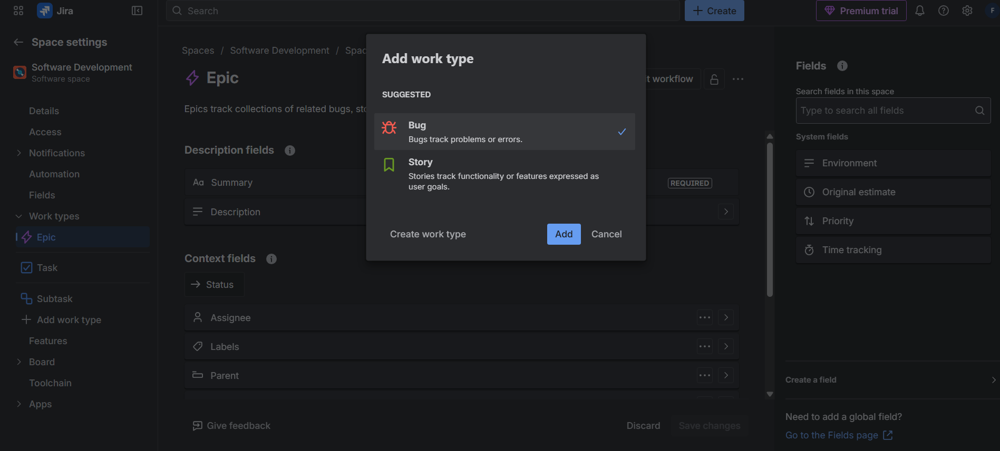 Jira
Search
Create
Premium trial
F
Space settings
Software Development
Software space
Details
Access
Notifications
Automation
Fields
Work types
Epic
Task
Subtask
Add work type
Features
Board
Toolchain
Apps
Spaces / Software Development /
Epic
t workflow
Epics track collections of related bugs,
Description fields
Aa Summary
REQUIRED
Description
Context fields
Status
Assignee
Labels
Parent
Give feedback
Discard
Save changes
Add work type
SUGGESTED
Bug
Bugs track problems or errors.
Story
Stories track functionality or features expressed as
user goals.
Create work type
Add
Cancel
Fields
Search fields in this space
Type to search all fields
System fields
Environment
Original estimate
Priority
Time tracking
Create a field
Need to add a global field?
Go to the Fields page